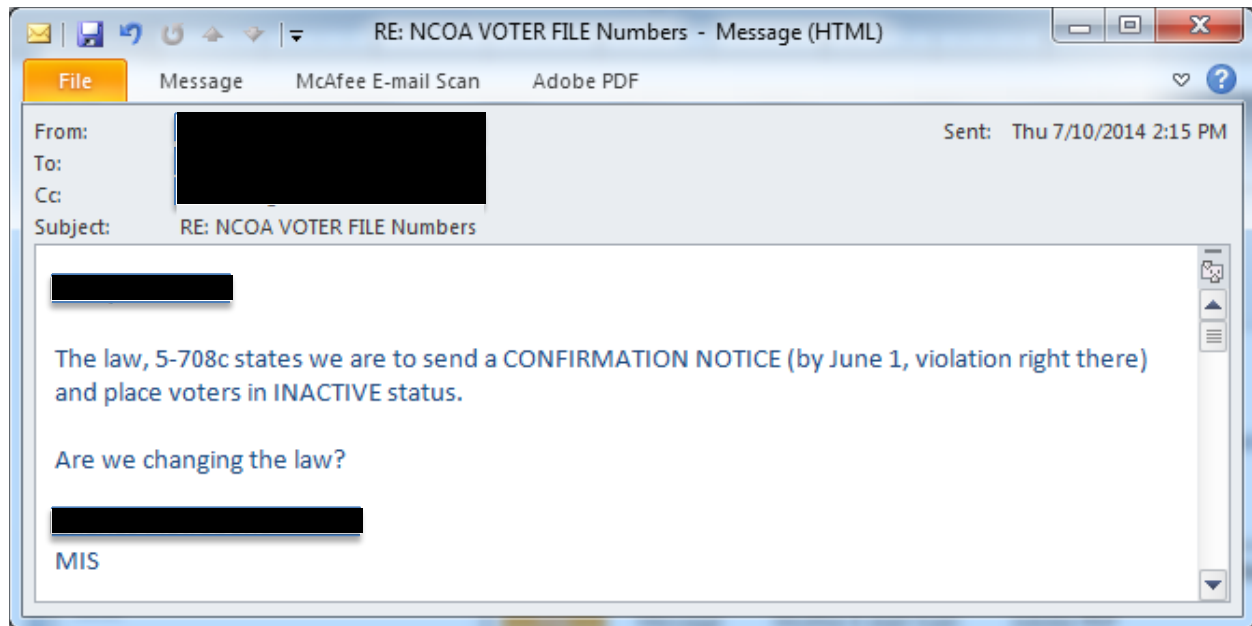 RE: NCOA VOTER FILE Numbers - Message (HTML)
File Message McAfee E-mail Scan Adobe PDF
From: Sent: Thu 7/10/2014 2:15 PM
To:
Cc:
Subject: RE: NCOA VOTER FILE Numbers
The law, 5-708c states we are to send a CONFIRMATION NOTICE (by June 1, violation right there)
and place voters in INACTIVE status.
Are we changing the law?
MIS